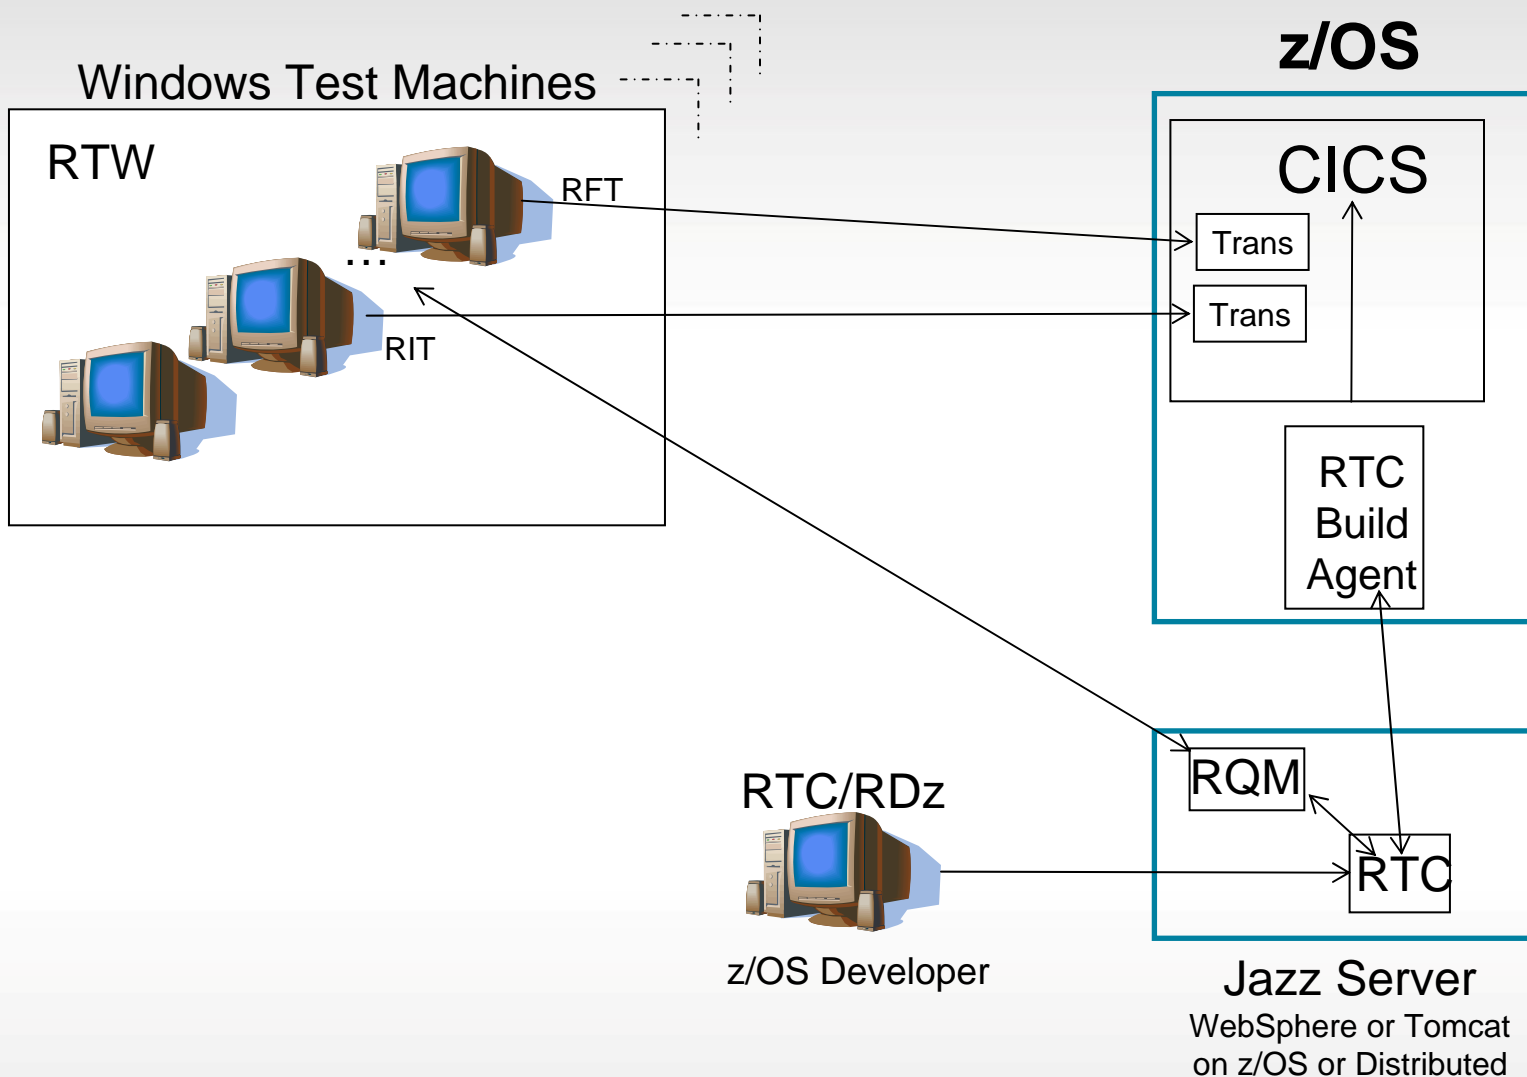 z/OS
Windows Test Machines
RTW
RFT
...
RIT
CICS
Trans
Trans
RTC
Build
Agent
RTC/RDz
z/OS Developer
RQM
RTC
Jazz Server
WebSphere or Tomcat
on z/OS or Distributed